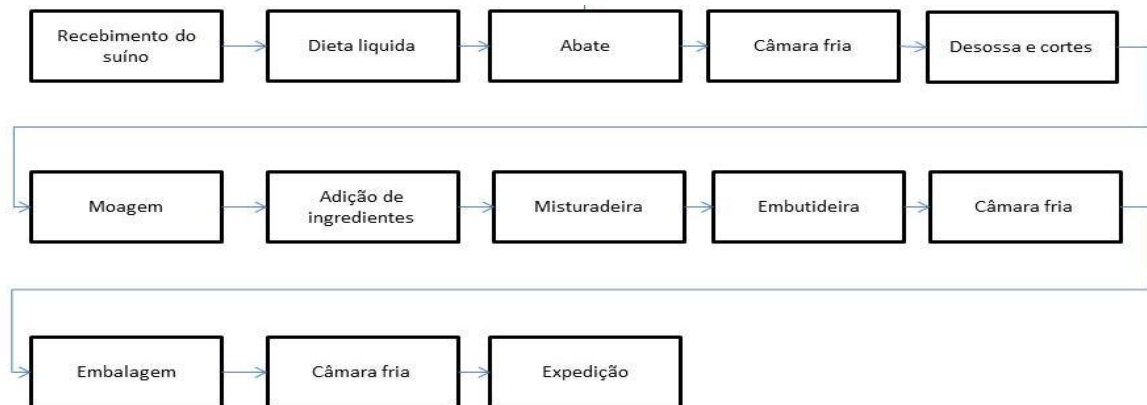 Recebimento do
suíno
Dieta liquida
Abate
Câmara fria
Desossa e cortes
Moagem
Adição de
ingredientes
Misturadeira
Embutideira
Câmara fria
Embalagem
Câmara fria
Expedição